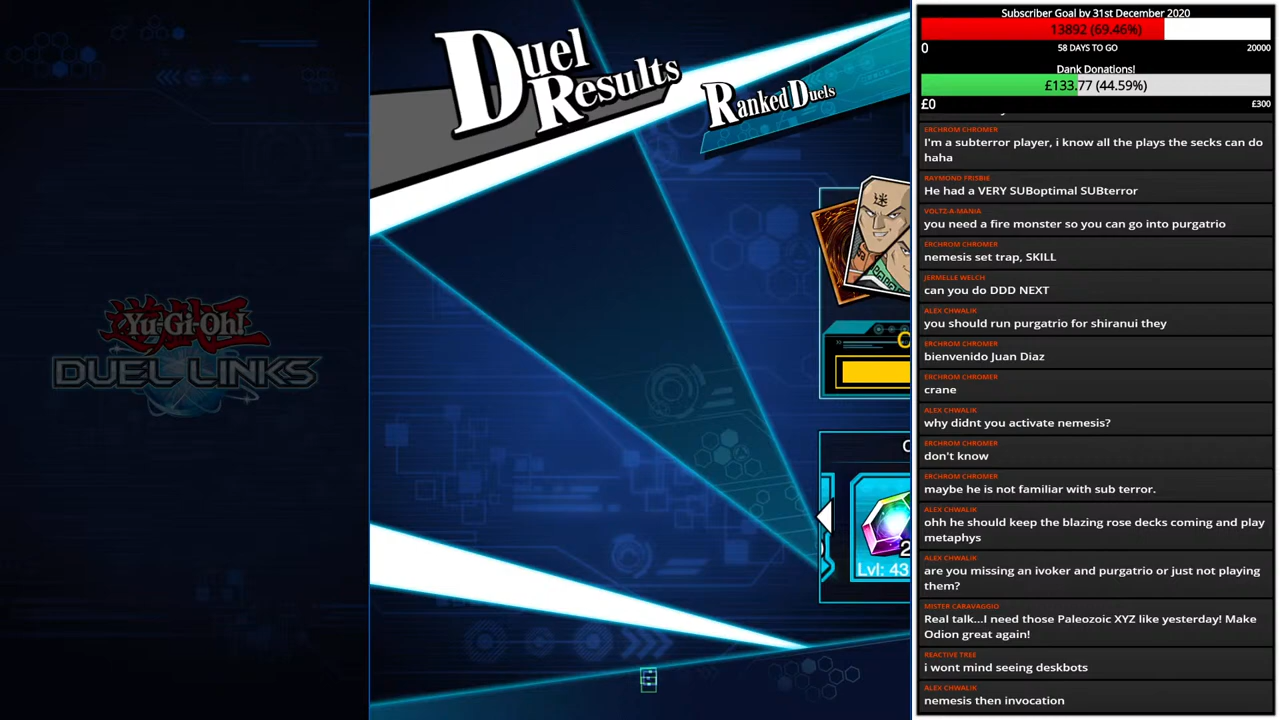 Duel
Results
Ranked Duels
Yu-Gi-Oh!
DUEL LINKS
迷
Lvl: 43
Subscriber Goal by 31st December 2020
13892 (69.46%)
0
58 DAYS TO GO
20000
Dank Donations!
£133.77 (44.59%)
£0
£300
ERCHROM CHROMER
I'm a subterror player, i know all the plays the secks can do
haha
RAYMOND FRISBIE
He had a VERY SUBoptimal SUBterror
VOLTZ-A-MANIA
you need a fire monster so you can go into purgatrio
ERCHROM CHROMER
nemesis set trap, SKILL
JERMELLE WELCH
can you do DDD NEXT
ALEX CHWALIK
you should run purgatrio for shiranui they
ERCHROM CHROMER
bienvenido Juan Diaz
ERCHROM CHROMER
crane
ALEX CHWALIK
why didnt you activate nemesis?
ERCHROM CHROMER
don't know
ERCHROM CHROMER
maybe he is not familiar with sub terror.
ALEX CHWALIK
ohh he should keep the blazing rose decks coming and play
metaphys
ALEX CHWALIK
are you missing an ivoker and purgatrio or just not playing
them?
MISTER CARAVAGGIO
Real talk...I need those Paleozoic XYZ like yesterday! Make
Odion great again!
REACTIVE TREE
i wont mind seeing deskbots
ALEX CHWALIK
nemesis then invocation